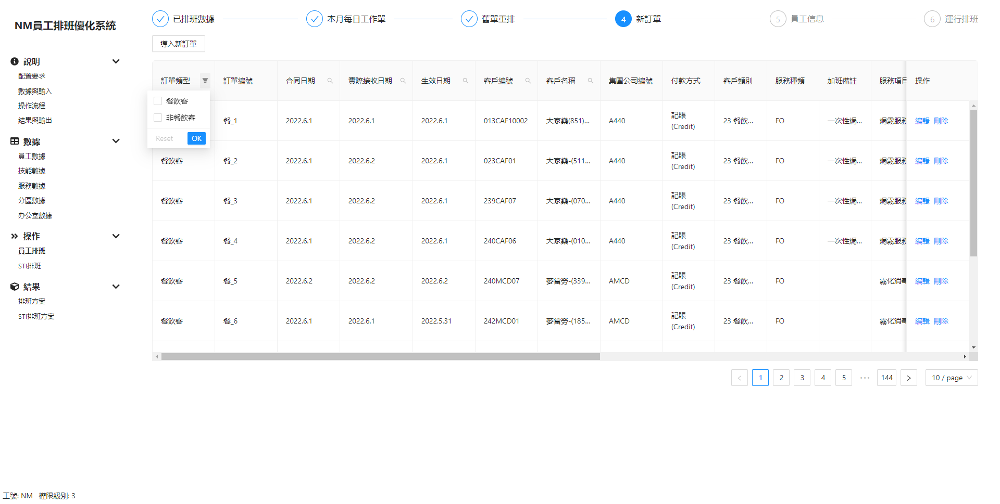 NM員工排班優化系統
說明
配置要求
數據與輸入
操作流程
結果與輸出
數據
員工數據
技能數據
服務數據
分區數據
办公室數據
操作
員工排班
STI排班
結果
排班方案
STI排班方案
工號: NM 權限級別: 3
已排班數據 本月每日工作單 舊單重排 4 新訂單 5 員工信息 6 運行排班
導入新訂單
訂單類型 訂單編號 合同日期 實際接收日期 生效日期 客戶編號 客戶名稱 集團公司編號 付款方式 客戶類別 服務種類 加班備註 服務項目 操作
餐飲客
非餐飲客
Reset OK
餐_1 2022.6.1 2022.6.1 2022.6.1 013CAF10002 大家樂(851)... A440 記賬 (Credit) 23 餐飲... FO 一次性焗... 焗霧服務 編輯 刪除
餐飲客 餐_2 2022.6.1 2022.6.2 2022.6.1 023CAF01 大家樂-(511... A440 記賬 (Credit) 23 餐飲... FO 一次性焗... 焗霧服務 編輯 刪除
餐飲客 餐_3 2022.6.1 2022.6.2 2022.6.1 239CAF07 大家樂-(070... A440 記賬 (Credit) 23 餐飲... FO 一次性焗... 焗霧服務 編輯 刪除
餐飲客 餐_4 2022.6.1 2022.6.2 2022.6.1 240CAF06 大家樂-(010... A440 記賬 (Credit) 23 餐飲... FO 一次性焗... 焗霧服務 編輯 刪除
餐飲客 餐_5 2022.6.2 2022.6.2 2022.6.2 240MCD07 麥當勞-(339... AMCD 記賬 (Credit) 23 餐飲... FO 霧化消毒 編輯 刪除
餐飲客 餐_6 2022.6.1 2022.6.1 2022.5.31 242MCD01 麥當勞-(185... AMCD 記賬 (Credit) 23 餐飲... FO 霧化消毒 編輯 刪除
< 1 2 3 4 5 ••• 144 > 10 / page